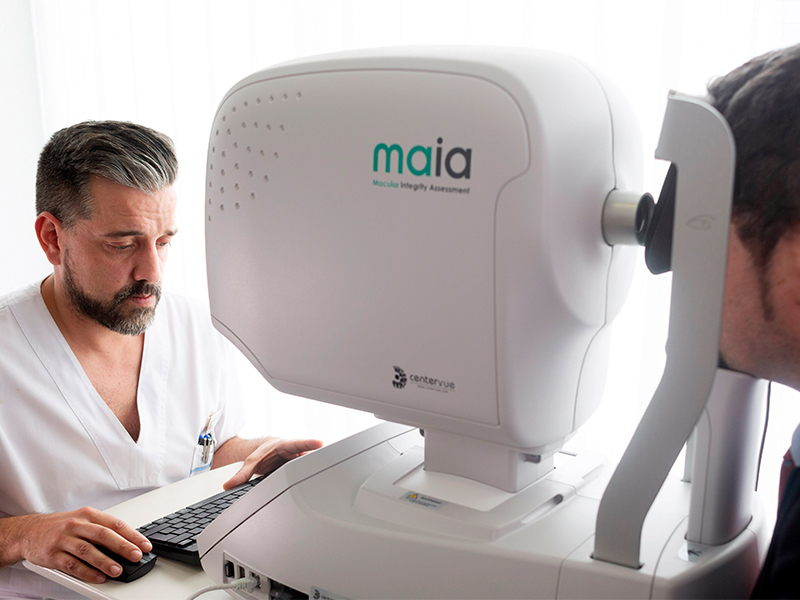 maia
Macular Integrity Assessment
centervue